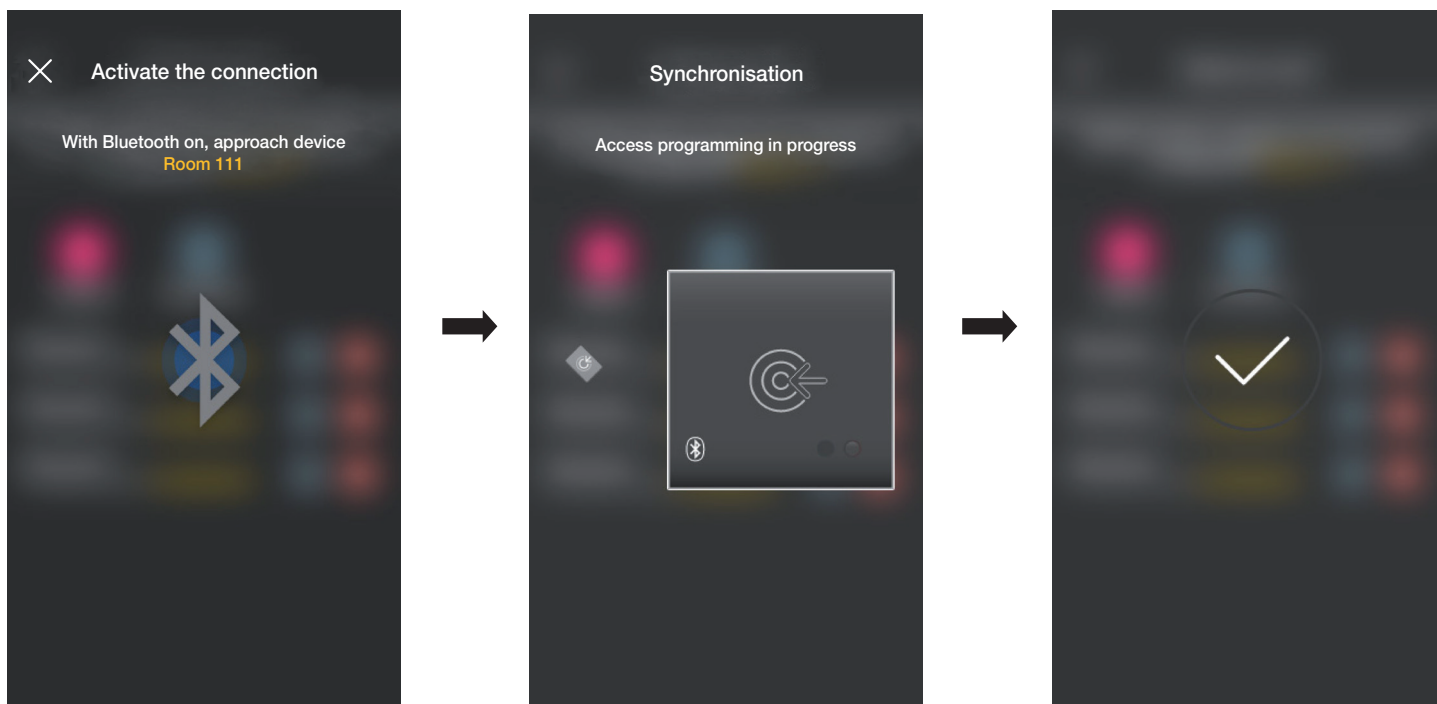 Activate the connection
With Bluetooth on, approach device
Room 111
Synchronisation
Access programming in progress